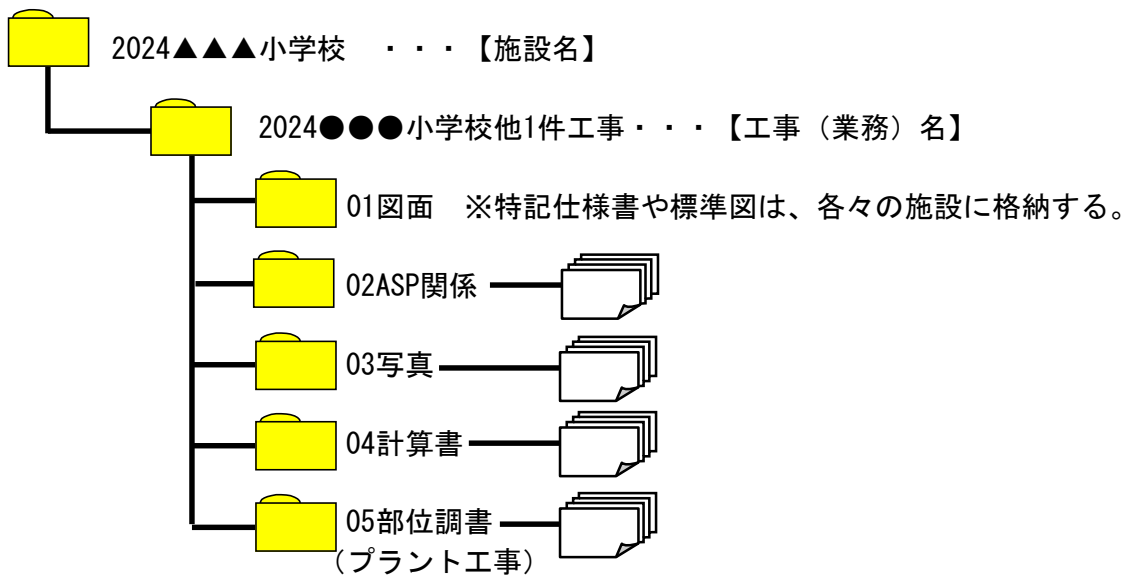 2024▲▲▲小学校　・・・【施設名】
2024●●●小学校他1件工事・・・【工事（業務）名】
01図面　※特記仕様書や標準図は、各々の施設に格納する。
02ASP関係
03写真
04計算書
05部位調書
（プラント工事）